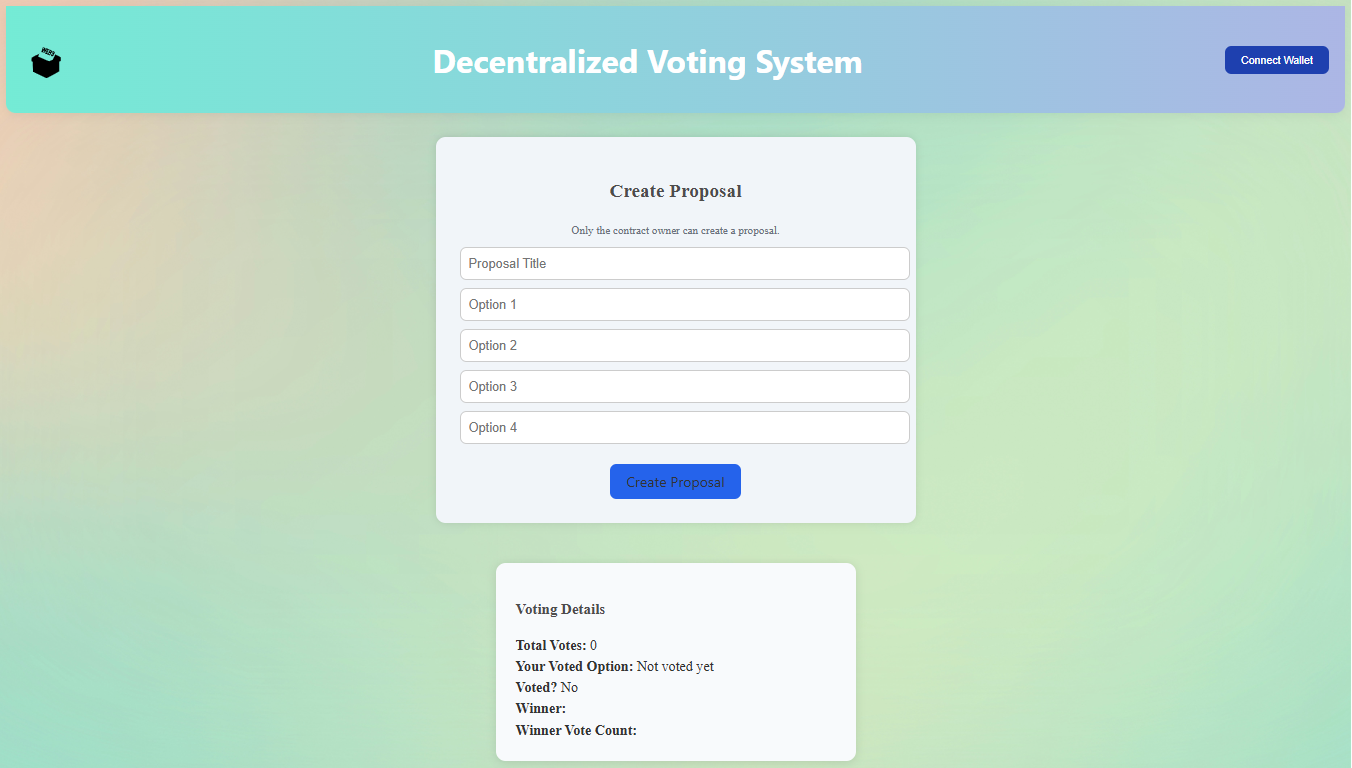 WEB3
Decentralized Voting System
Connect Wallet
Create Proposal
Only the contract owner can create a proposal.
Proposal Title
Option 1
Option 2
Option 3
Option 4
Create Proposal
Voting Details
Total Votes: 0
Your Voted Option: Not voted yet
Voted? No
Winner:
Winner Vote Count: